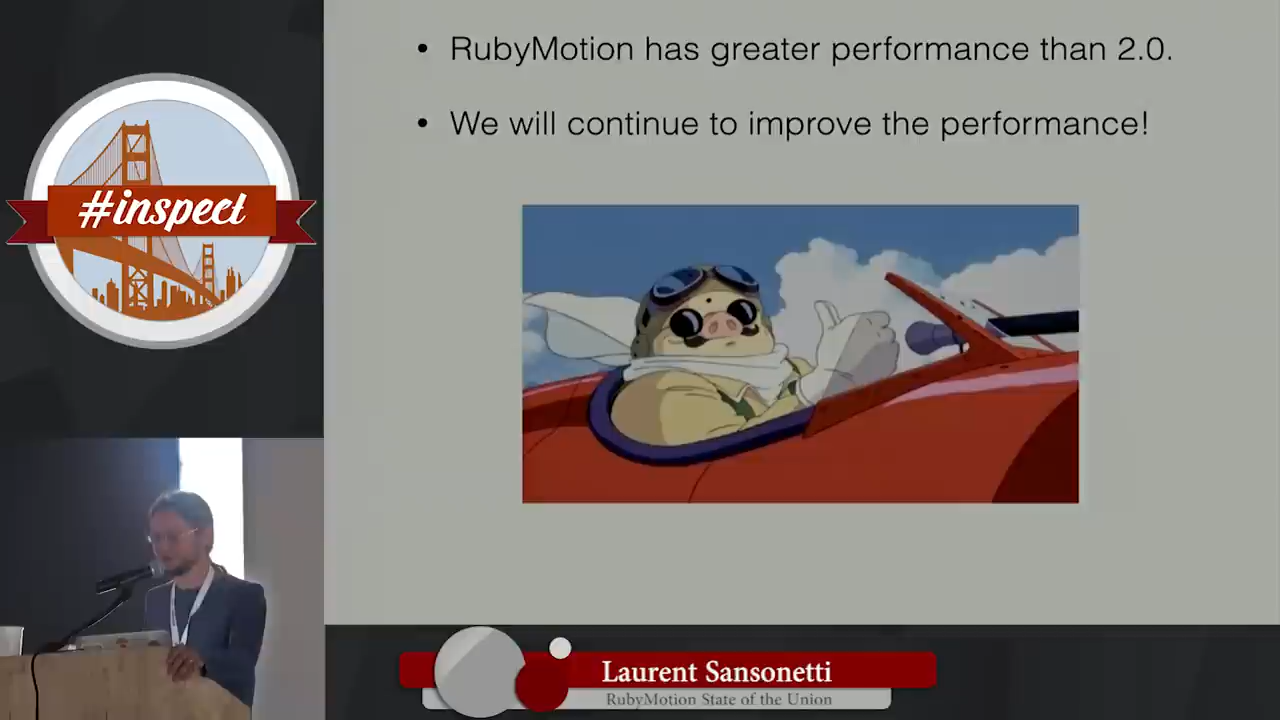 • RubyMotion has greater performance than 2.0.
• We will continue to improve the performance!
#inspect
Laurent Sansonetti
RubyMotion State of the Union